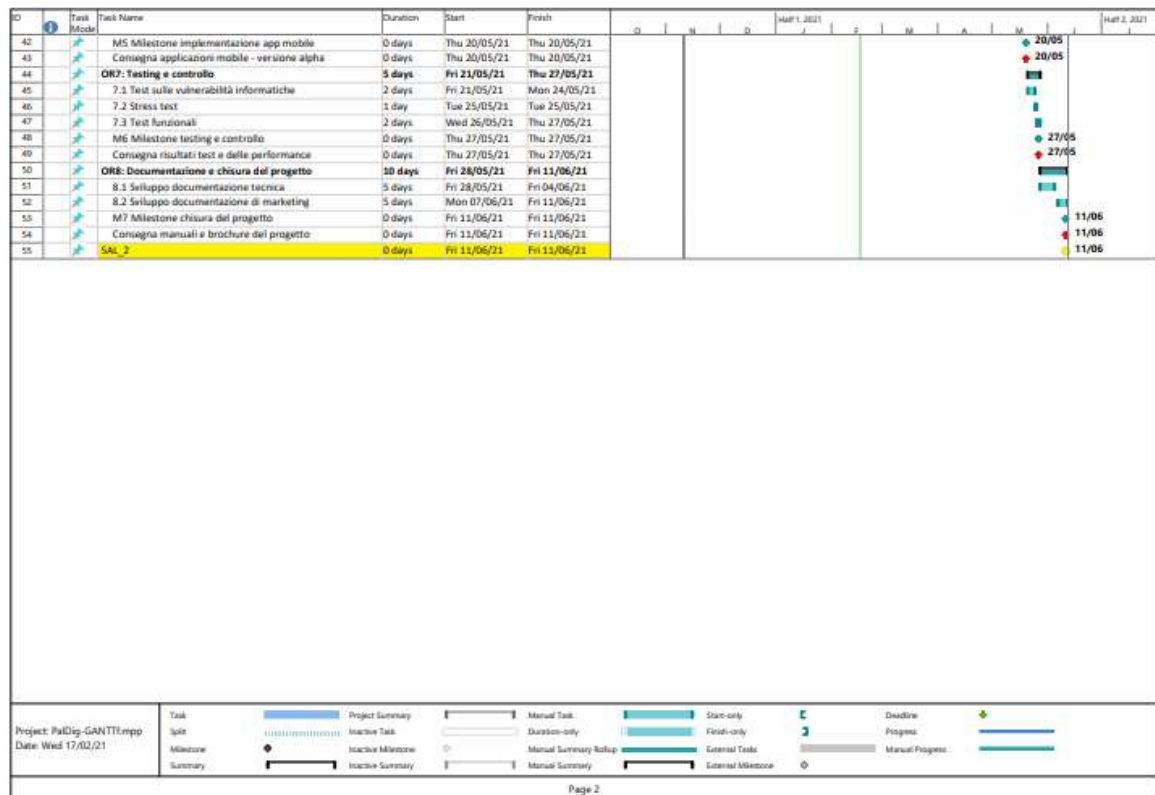 ID Task Mode Task Name Duration Start Finish Half 1, 2021 Half 2, 2021
O N D J F M A M J J
42 M5 Milestone implementazione app mobile 0 days Thu 20/05/21 Thu 20/05/21 20/05
43 Consegna applicazioni mobile - versione alpha 0 days Thu 20/05/21 Thu 20/05/21 20/05
44 OR7: Testing e controllo 5 days Fri 21/05/21 Thu 27/05/21
45 7.1 Test sulle vulnerabilità informatiche 2 days Fri 21/05/21 Mon 24/05/21
46 7.2 Stress test 1 day Tue 25/05/21 Tue 25/05/21
47 7.3 Test funzionali 2 days Wed 26/05/21 Thu 27/05/21
48 M6 Milestone testing e controllo 0 days Thu 27/05/21 Thu 27/05/21 27/05
49 Consegna risultati test e delle performance 0 days Thu 27/05/21 Thu 27/05/21 27/05
50 OR8: Documentazione e chisura del progetto 10 days Fri 28/05/21 Fri 11/06/21
51 8.1 Sviluppo documentazione tecnica 5 days Fri 28/05/21 Fri 04/06/21
52 8.2 Sviluppo documentazione di marketing 5 days Mon 07/06/21 Fri 11/06/21
53 M7 Milestone chisura del progetto 0 days Fri 11/06/21 Fri 11/06/21 11/06
54 Consegna manuali e brochure del progetto 0 days Fri 11/06/21 Fri 11/06/21 11/06
55 SAL_2 0 days Fri 11/06/21 Fri 11/06/21 11/06
Project: PalDig-GANTTf.mpp
Date: Wed 17/02/21
Task Project Summary Manual Task Start-only Deadline
Split Inactive Task Duration-only Finish-only Progress
Milestone Inactive Milestone Manual Summary Rollup External Tasks Manual Progress
Summary Inactive Summary Manual Summary External Milestone
Page 2